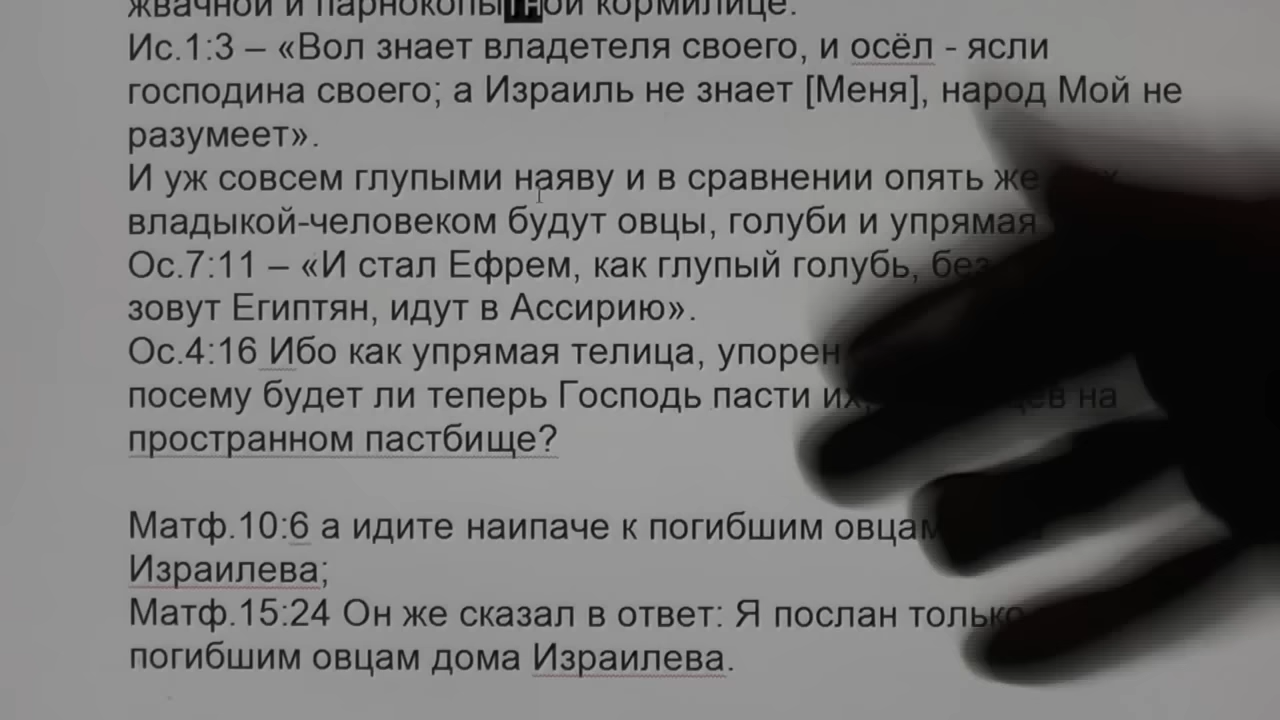 жвачной и парнокопытной кормилице.
Ис.1:3 – «Вол знает владетеля своего, и осёл - ясли
господина своего; а Израиль не знает [Меня], народ Мой не
разумеет».
И уж совсем глупыми наяву и в сравнении опять же
владыкой-человеком будут овцы, голуби и упрямая
Ос.7:11 – «И стал Ефрем, как глупый голубь, без
зовут Египтян, идут в Ассирию».
Ос.4:16 Ибо как упрямая телица, упорен
посему будет ли теперь Господь пасти их, на
пространном пастбище?
Матф.10:6 а идите наипаче к погибшим овцам
Израилева;
Матф.15:24 Он же сказал в ответ: Я послан только
погибшим овцам дома Израилева.